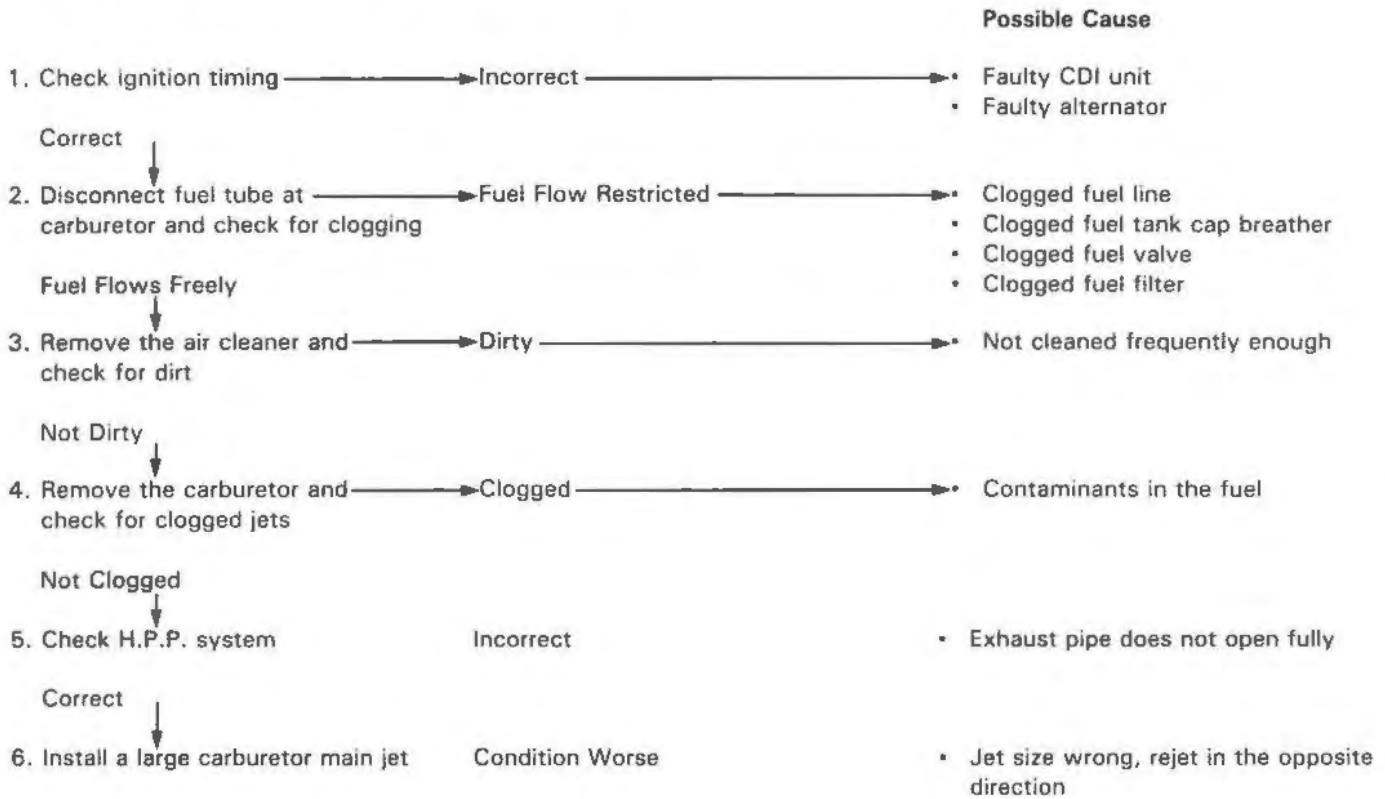 Possible Cause
1. Check ignition timing Incorrect • Faulty CDI unit
• Faulty alternator
Correct
2. Disconnect fuel tube at Fuel Flow Restricted • Clogged fuel line
carburetor and check for clogging • Clogged fuel tank cap breather
• Clogged fuel valve
Fuel Flows Freely • Clogged fuel filter
3. Remove the air cleaner and Dirty • Not cleaned frequently enough
check for dirt
Not Dirty
4. Remove the carburetor and Clogged • Contaminants in the fuel
check for clogged jets
Not Clogged
5. Check H.P.P. system Incorrect • Exhaust pipe does not open fully
Correct
6. Install a large carburetor main jet Condition Worse • Jet size wrong, rejet in the opposite
direction